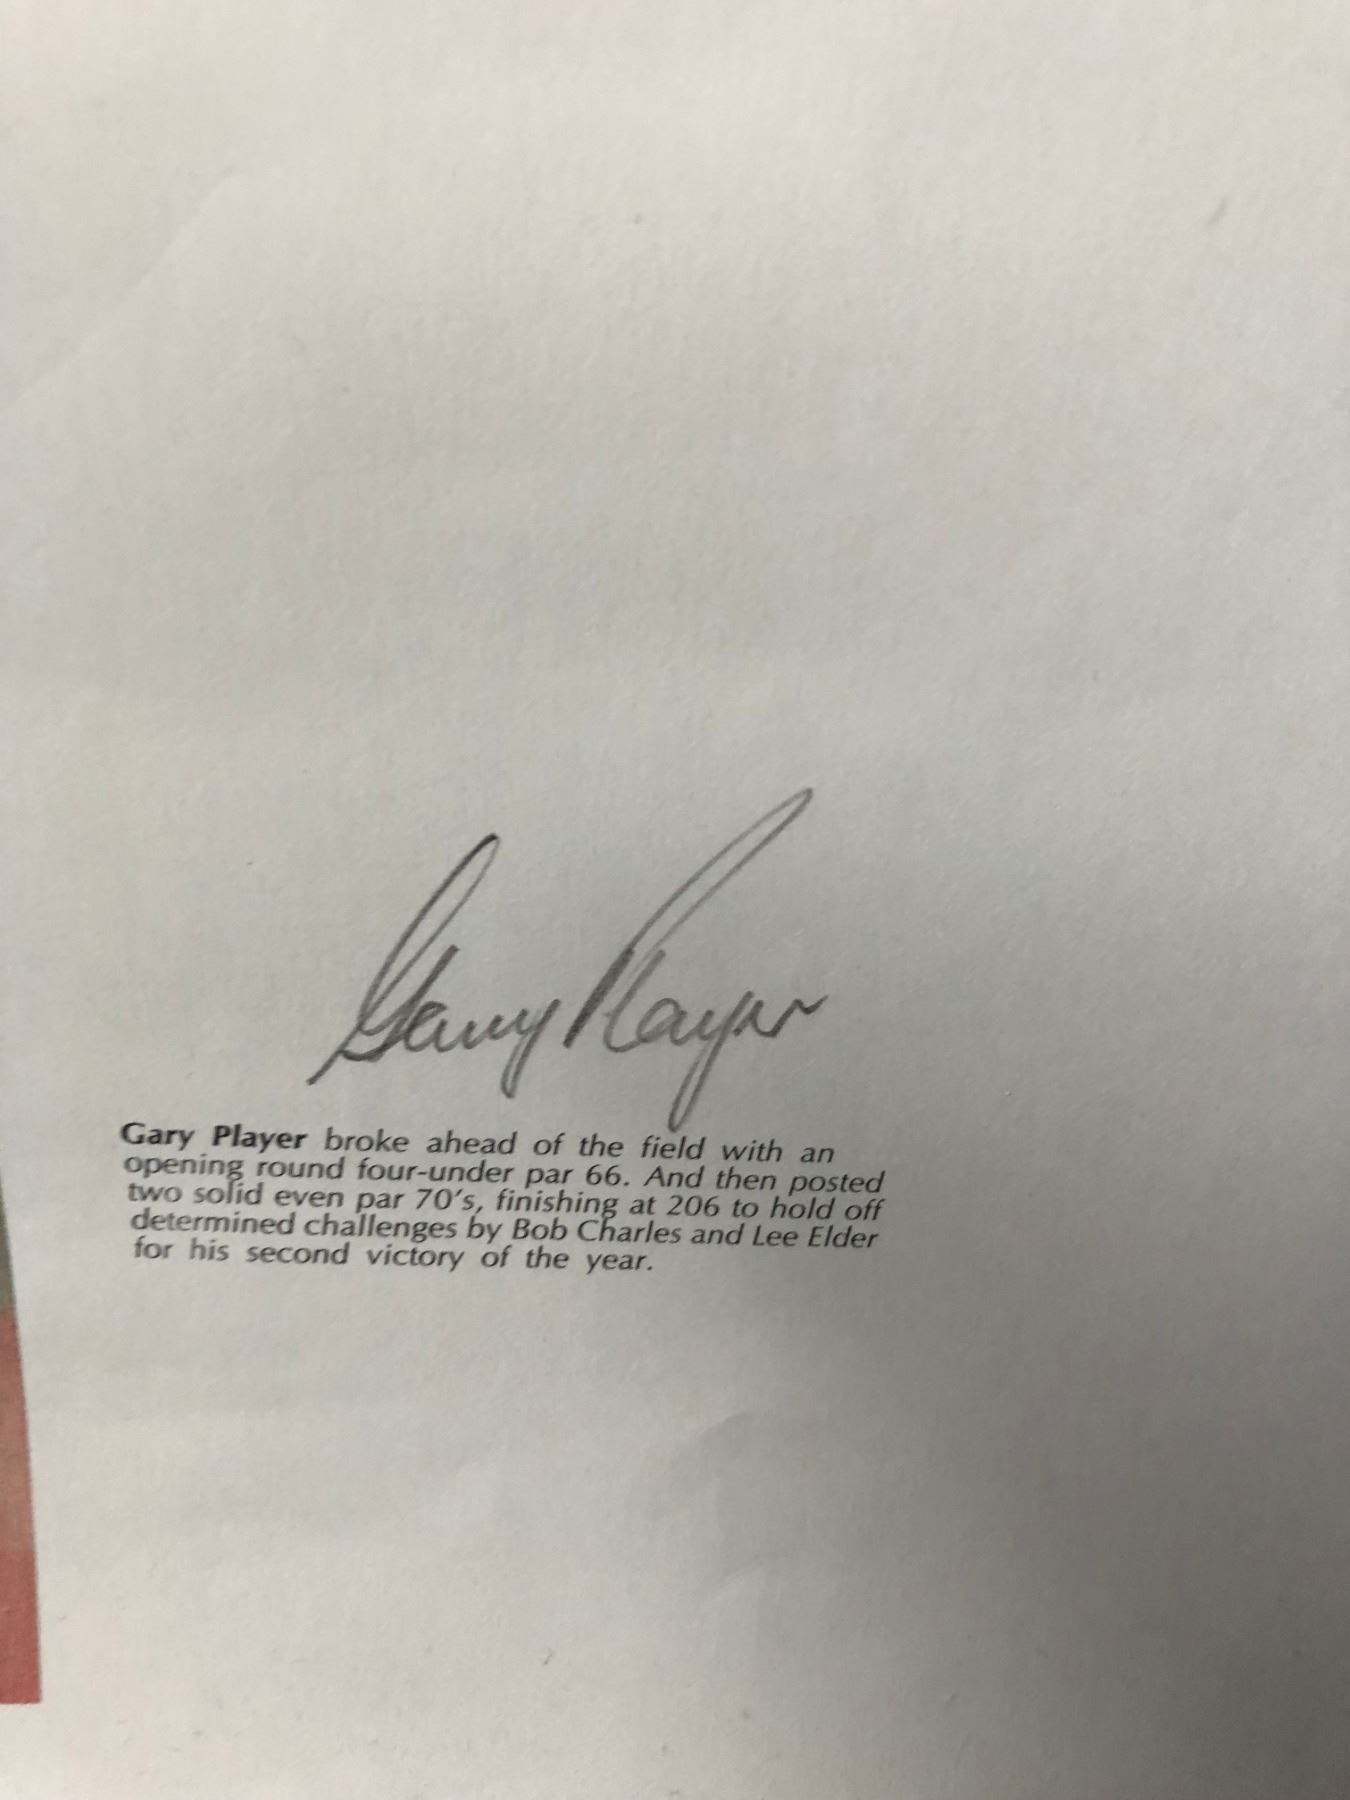 Gary Player
Gary Player broke ahead of the field with an
opening round four-under par 66. And then posted
two solid even par 70's, finishing at 206 to hold off
determined challenges by Bob Charles and Lee Elder
for his second victory of the year.